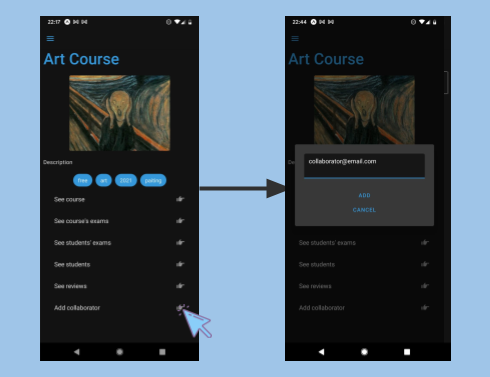 22:17
Art Course
Description
free art 2021 paiting
See course
See course's exams
See students' exams
See students
See reviews
Add collaborator
22:44
Art Course
De
collaborator@email.com
ADD
CANCEL
See students' exams
See students
See reviews
Add collaborator